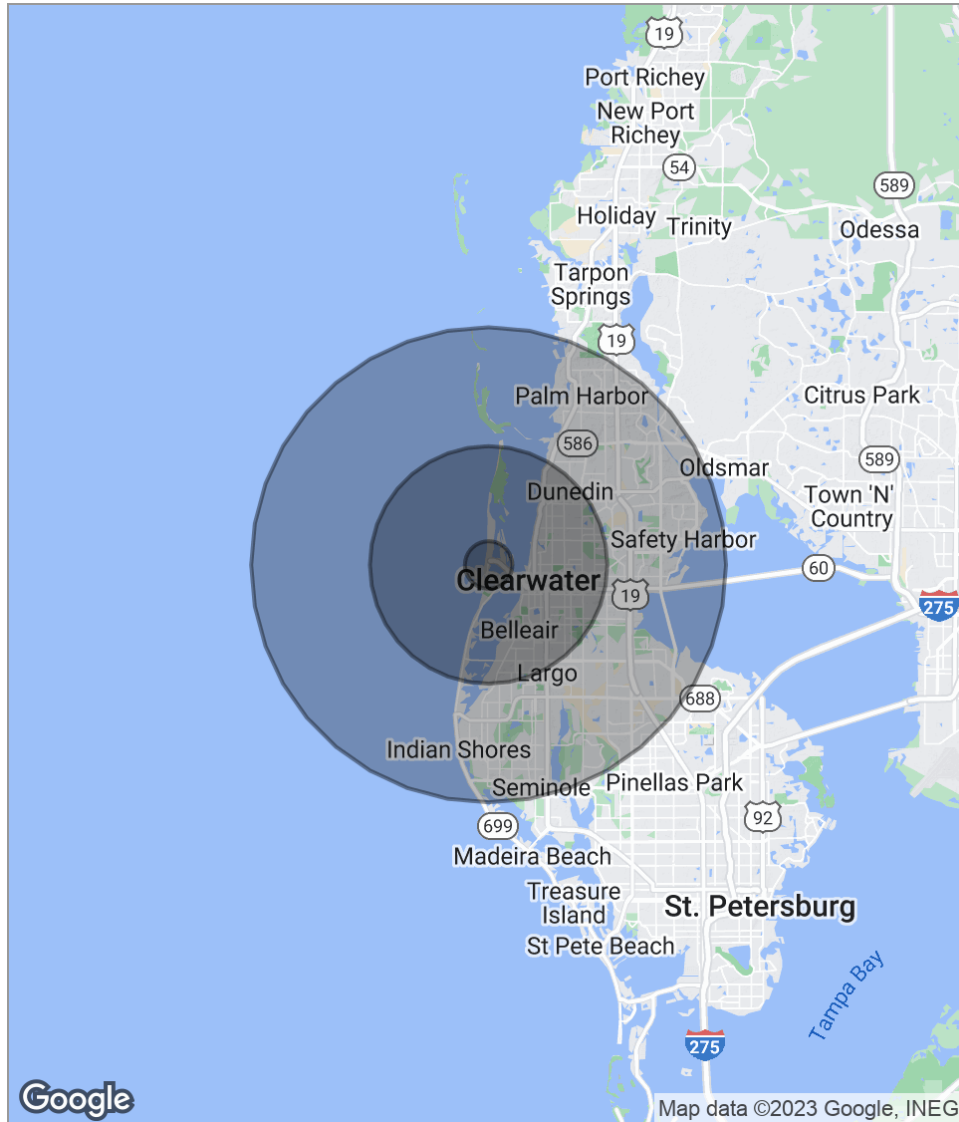 19
Port Richey
New Port
Richey
54
589
Holiday
Trinity
Odessa
Tarpon
Springs
19
Palm Harbor
Citrus Park
586
589
Oldsmar
Dunedin
Town 'N'
Country
Safety Harbor
60
Clearwater
19
275
Belleair
Largo
688
Indian Shores
Seminole
Pinellas Park
92
699
Madeira Beach
Treasure
Island
St. Petersburg
St Pete Beach
Tampa Bay
275
Google
Map data ©2023 Google, INEG